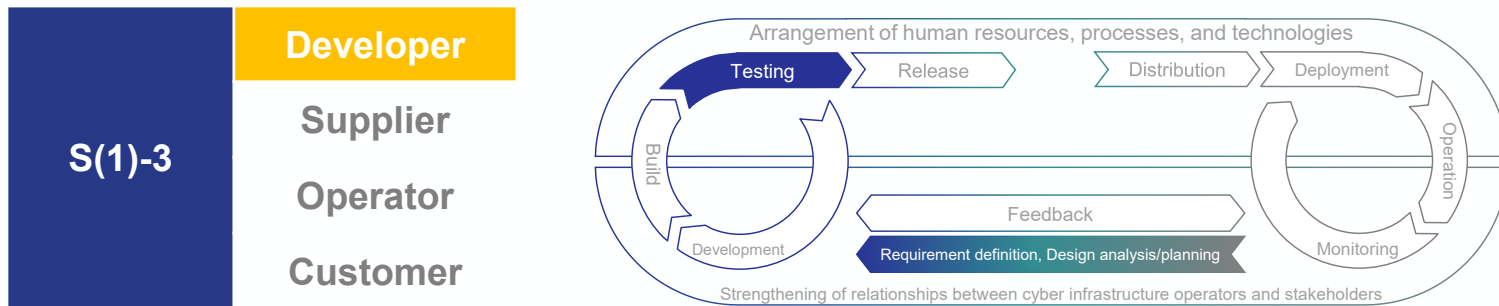 S(1)-3
Developer
Supplier
Operator
Customer
Arrangement of human resources, processes, and technologies
Testing
Release
Distribution
Deployment
Build
Operation
Feedback
Development
Requirement definition, Design analysis/planning
Monitoring
Strengthening of relationships between cyber infrastructure operators and stakeholders